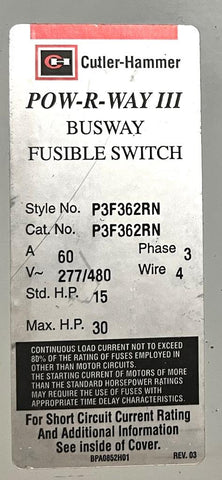 Cutler-Hammer
POW-R-WAY III
BUSWAY
FUSIBLE SWITCH
Style No. P3F362RN
Cat. No. P3F362RN
A 60 Phase 3
V~ 277/480 Wire 4
Std. H.P. 15
Max. H.P. 30
CONTINUOUS LOAD CURRENT NOT TO EXCEED
80% OF THE RATING OF FUSES EMPLOYED IN
OTHER THAN MOTOR CIRCUITS.
THE STARTING CURRENT OF MOTORS OF MORE
THAN THE STANDARD HORSEPOWER RATINGS
MAY REQUIRE THE USE OF FUSES WITH
APPROPRIATE TIME DELAY CHARACTERISTICS.
For Short Circuit Current Rating
And Additional Information
See inside of Cover.
BPA0852H01 REV. 03